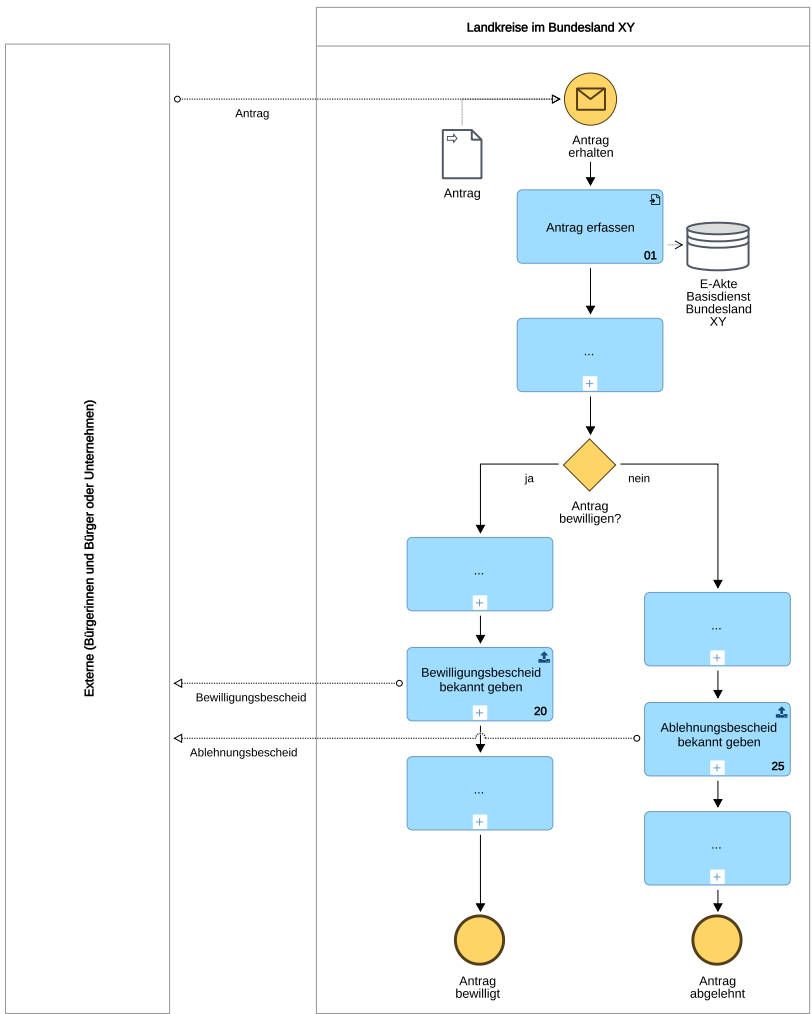 Landkreise im Bundesland XY
Externe (Bürgerinnen und Bürger oder Unternehmen)
Antrag
Antrag
erhalten
Antrag
Antrag erfassen
01
E-Akte
Basisdienst
Bundesland
XY
...
ja
nein
Antrag
bewilligen?
...
...
Bewilligungsbescheid
bekannt geben
20
Bewilligungsbescheid
Ablehnungsbescheid
bekannt geben
25
Ablehnungsbescheid
...
...
Antrag
bewilligt
Antrag
abgelehnt